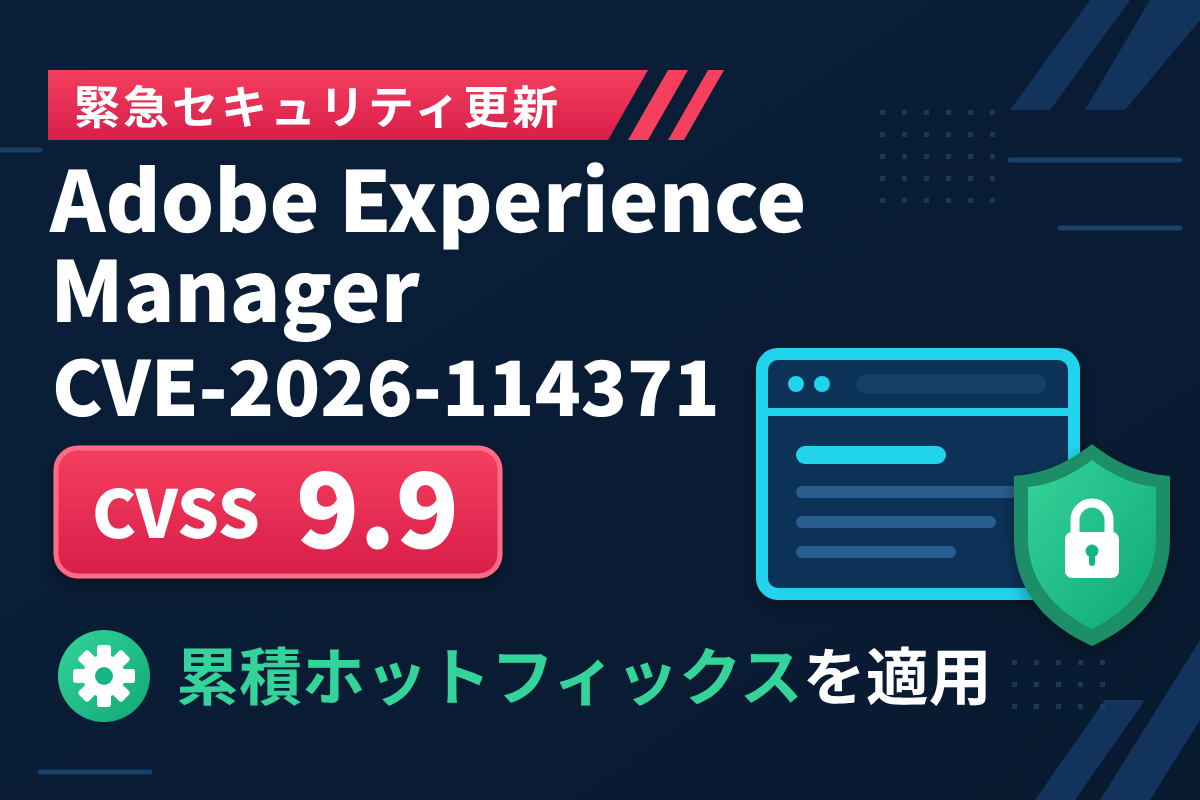 緊急セキュリティ更新
Adobe Experience
Manager
CVE-2026-114371
CVSS 9.9
累積ホットフィックスを適用